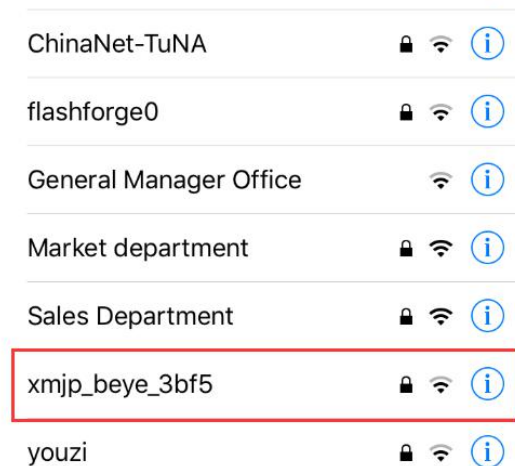 ChinaNet-TuNA
flashforge0
General Manager Office
Market department
Sales Department
xmjp_beye_3bf5
youzi